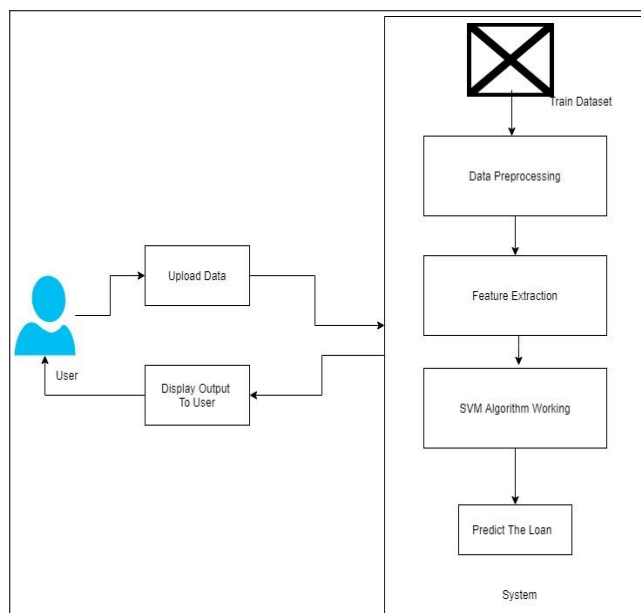 Train Dataset
Data Preprocessing
Upload Data
Feature Extraction
User
Display Output
To User
SVM Algorithm Working
Predict The Loan
System